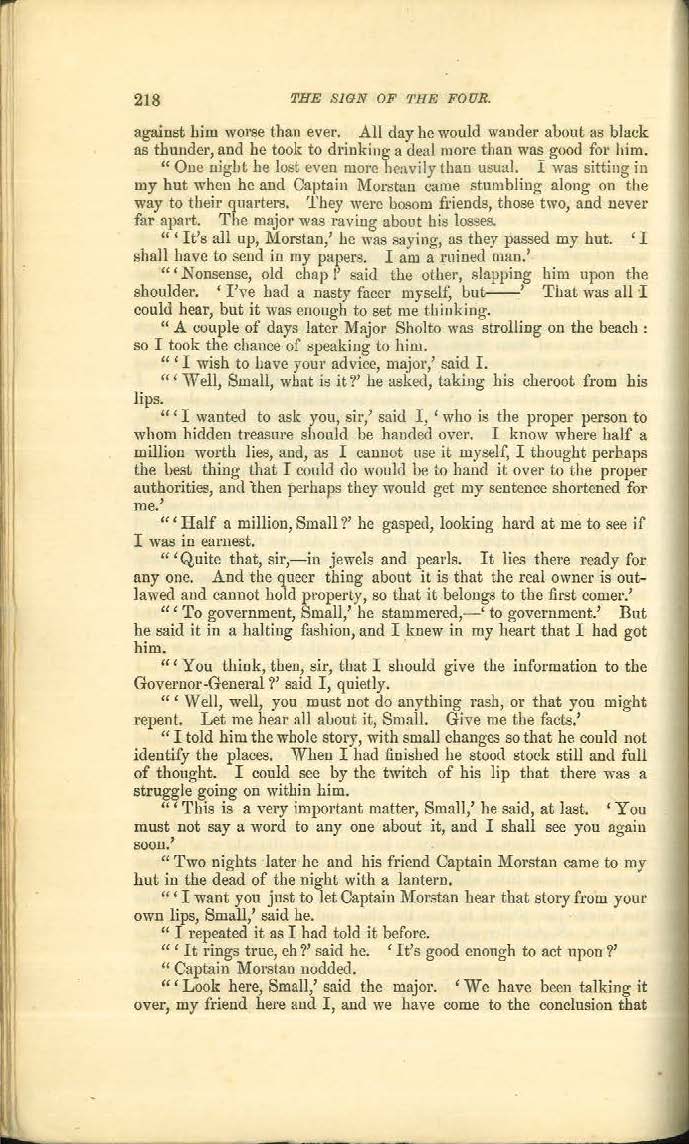 218 THE SIGN OF THE FOUR.
against him worse than ever. All day he would wander about as black
as thunder, and he took to drinking a deal more than was good for him.
“One night he lost even more heavily than usual. I was sitting in
my hut when he and Captain Morstan came stumbling along on the
way to their quarters. They were bosom friends, those two, and never
far apart. The major was raving about his losses.
“‘It's all up, Morstan,’ he was saying, as they passed my hut. ‘I
shall have to send in my papers. I am a ruined man.’
“‘Nonsense, old chap!’ said the other, slapping him upon the
shoulder. ‘I've had a nasty facer myself, but——’ That was all I
could hear, but it was enough to set me thinking.
“A couple of days later Major Sholto was strolling on the beach:
so I took the chance of speaking to him.
“‘I wish to have your advice, major,’ said I.
“‘Well, Small, what is it?’ he asked, taking his cheroot from his
lips.
“‘I wanted to ask you, sir,’ said I, ‘who is the proper person to
whom hidden treasure should be handed over. I know where half a
million worth lies, and, as I cannot use it myself, I thought perhaps
the best thing that I could do would be to hand it over to the proper
authorities, and then perhaps they would get my sentence shortened for
me.’
“‘Half a million, Small?’ he gasped, looking hard at me to see if
I was in earnest.
“‘Quite that, sir,—in jewels and pearls. It lies there ready for
any one. And the queer thing about it is that the real owner is out-
lawed and cannot hold property, so that it belongs to the first comer.’
“‘To government, Small,’ he stammered,—‘to government.’ But
he said it in a halting fashion, and I knew in my heart that I had got
him.
“‘You think, then, sir, that I should give the information to the
Governor-General?’ said I, quietly.
“‘Well, well, you must not do anything rash, or that you might
repent. Let me hear all about it, Small. Give me the facts.’
“I told him the whole story, with small changes so that he could not
identify the places. When I had finished he stood stock still and full
of thought. I could see by the twitch of his lip that there was a
struggle going on within him.
“‘This is a very important matter, Small,’ he said, at last. ‘You
must not say a word to any one about it, and I shall see you again
soon.’
“Two nights later he and his friend Captain Morstan came to my
hut in the dead of the night with a lantern.
“‘I want you just to let Captain Morstan hear that story from your
own lips, Small,’ said he.
“I repeated it as I had told it before.
“‘It rings true, eh?’ said he. ‘It's good enough to act upon?’
“Captain Morstan nodded.
“‘Look here, Small,’ said the major. ‘We have been talking it
over, my friend here and I, and we have come to the conclusion that